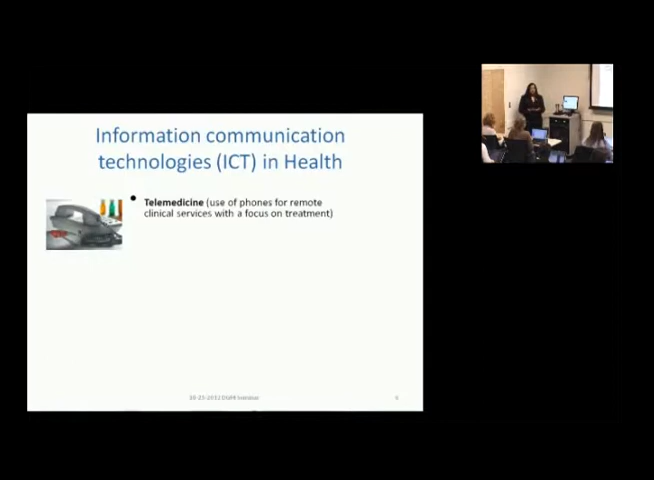 Information communication
technologies (ICT) in Health
• Telemedicine (use of phones for remote
clinical services with a focus on treatment)